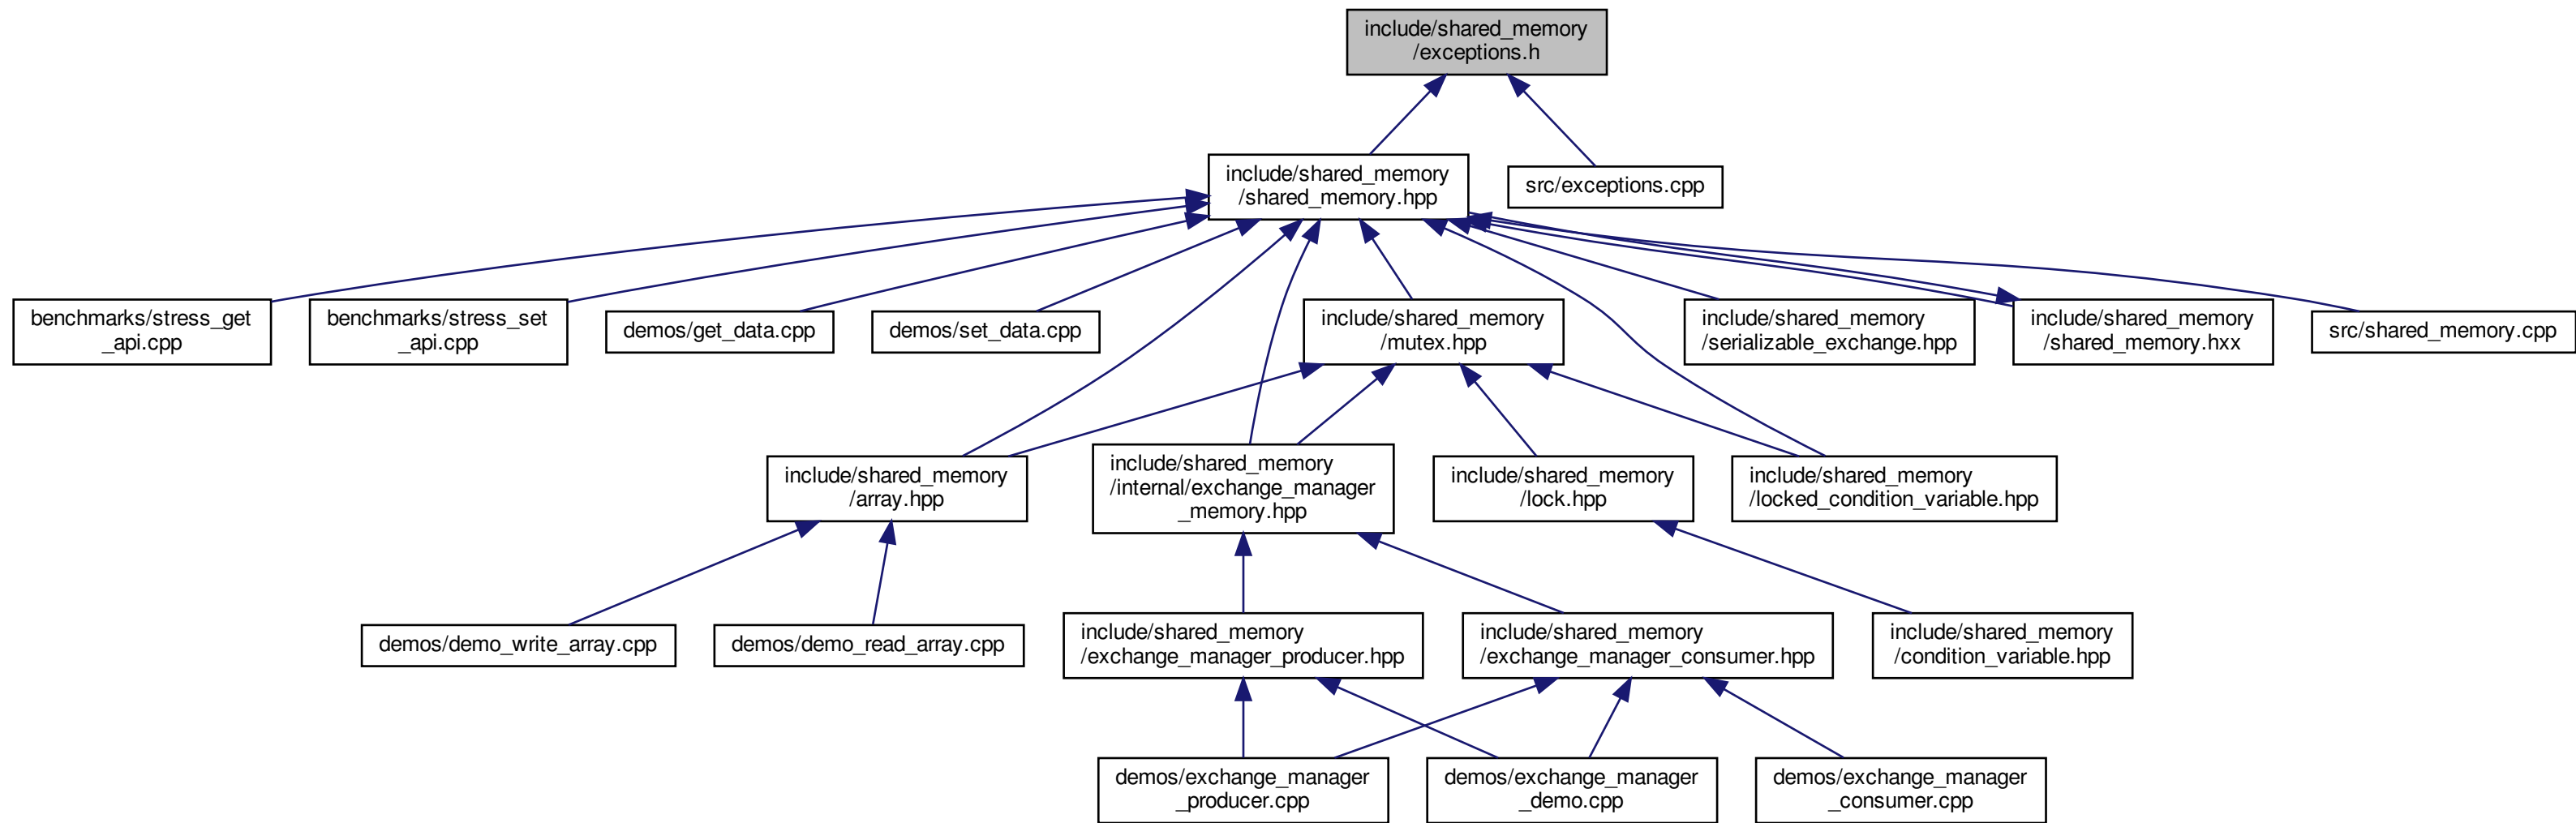 include/shared_memory
/exceptions.h
include/shared_memory
/shared_memory.hpp
src/exceptions.cpp
benchmarks/stress_get
_api.cpp
benchmarks/stress_set
_api.cpp
demos/get_data.cpp
demos/set_data.cpp
include/shared_memory
/mutex.hpp
include/shared_memory
/serializable_exchange.hpp
include/shared_memory
/shared_memory.hxx
src/shared_memory.cpp
include/shared_memory
/array.hpp
include/shared_memory
/internal/exchange_manager
_memory.hpp
include/shared_memory
/lock.hpp
include/shared_memory
/locked_condition_variable.hpp
demos/demo_write_array.cpp
demos/demo_read_array.cpp
include/shared_memory
/exchange_manager_producer.hpp
include/shared_memory
/exchange_manager_consumer.hpp
include/shared_memory
/condition_variable.hpp
demos/exchange_manager
_producer.cpp
demos/exchange_manager
_demo.cpp
demos/exchange_manager
_consumer.cpp